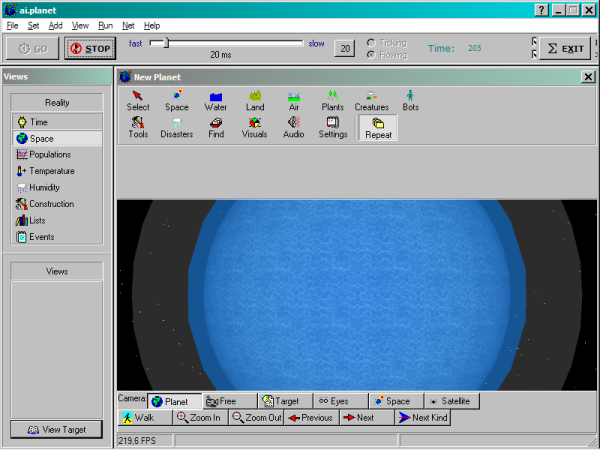 ai.planet
File Set Add View Run Net Help
GO STOP fast slow 20 Ticking Time: 203 Σ EXIT
20 ms Flowing
Views New Planet
Reality Select Space Water Land Air Plants Creatures Bots
Time
Space Tools Disasters Find Visuals Audio Settings Repeat
Populations
Temperature
Humidity
Construction
Lists
Events
Views
Camera: Planet Free Target Eyes Space Satellite
Walk Zoom In Zoom Out Previous Next Next Kind
View Target
219,6 FPS